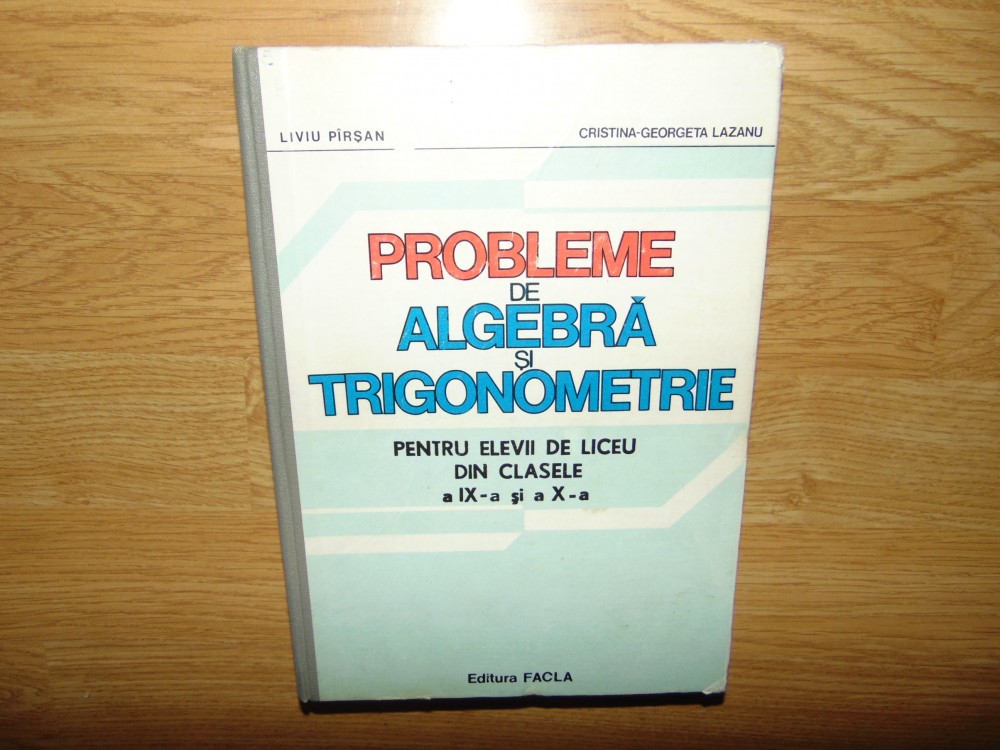 LIVIU PÎRŞAN
CRISTINA-GEORGETA LAZANU
PROBLEME
DE
ALGEBRĂ
ŞI
TRIGONOMETRIE
PENTRU ELEVII DE LICEU
DIN CLASELE
a IX-a şi a X-a
Editura FACLA